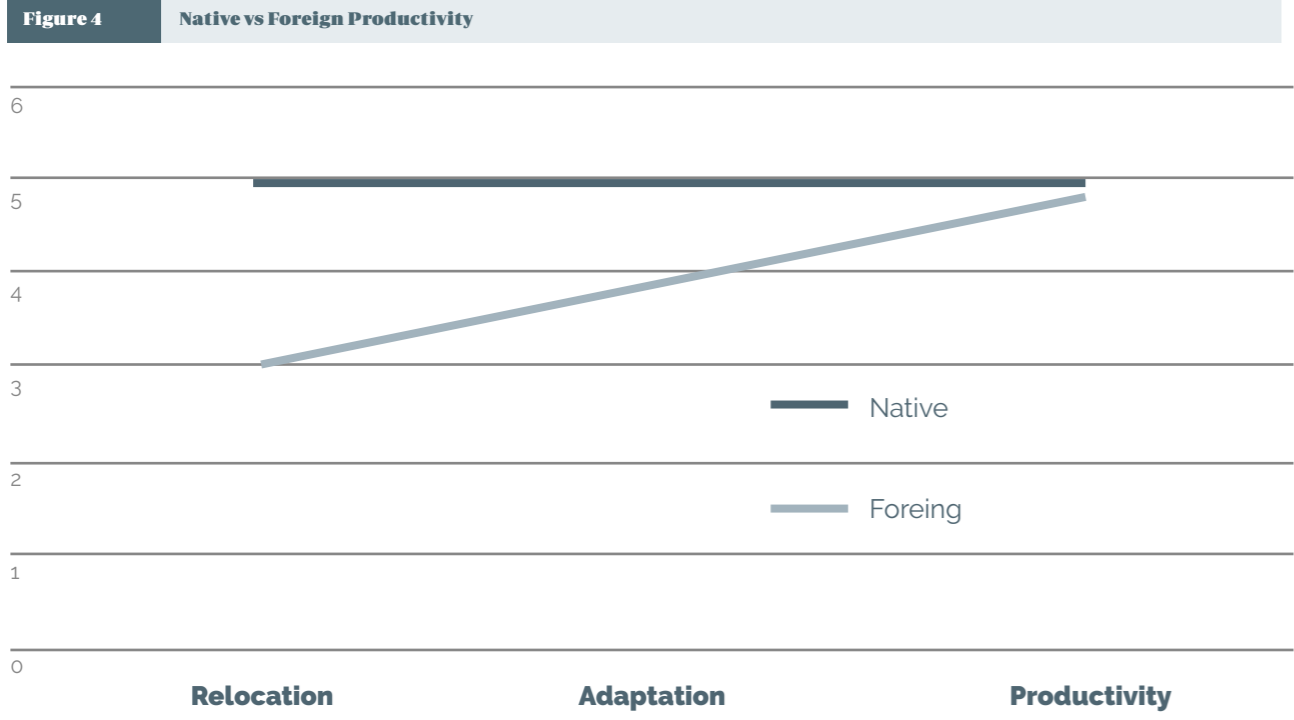 Figure 4
Native vs Foreign Productivity
6
5
4
3
Native
2
Foreing
1
0
Relocation
Adaptation
Productivity